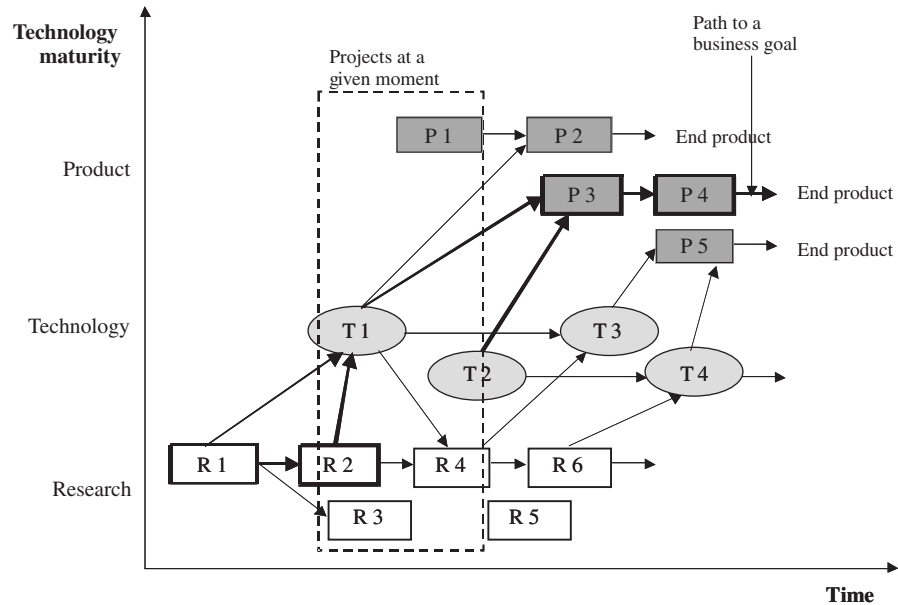 Technology
maturity
Path to a
business goal
Projects at a
given moment
P 1
P 2
End product
Product
P 3
P 4
End product
P 5
End product
Technology
T 1
T 3
T 2
T 4
R 1
R 2
R 4
R 6
Research
R 3
R 5
Time